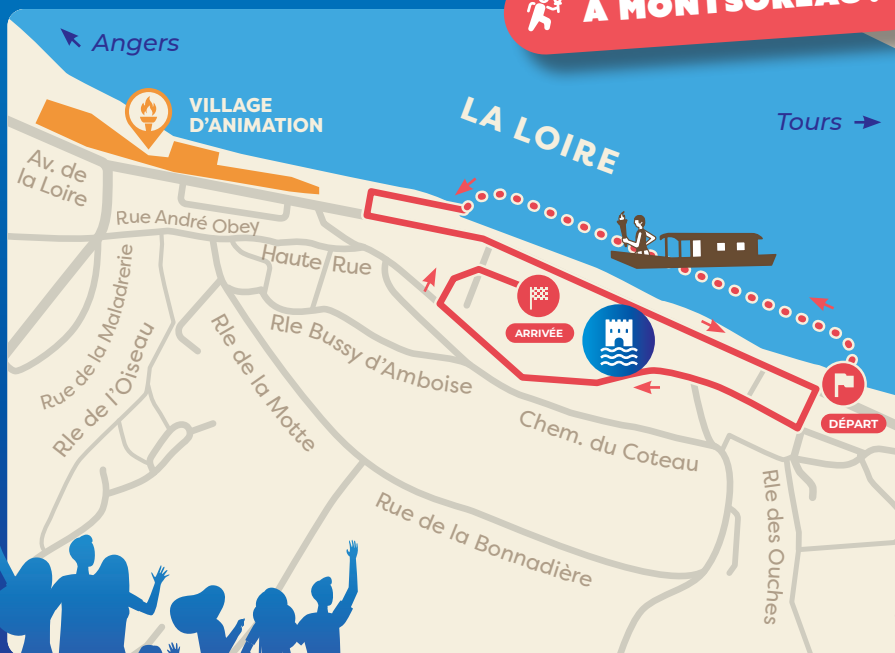 À MONTSOREAU !
Angers
VILLAGE
D'ANIMATION
LA LOIRE
Tours
Av. de
la Loire
Rue André Obey
Haute Rue
Rue de la Maladrerie
Rle de l'Oiseau
Rle de la Motte
Rle Bussy d'Amboise
ARRIVÉE
DÉPART
Chem. du Coteau
Rue de la Bonnadière
Rle des Ouches